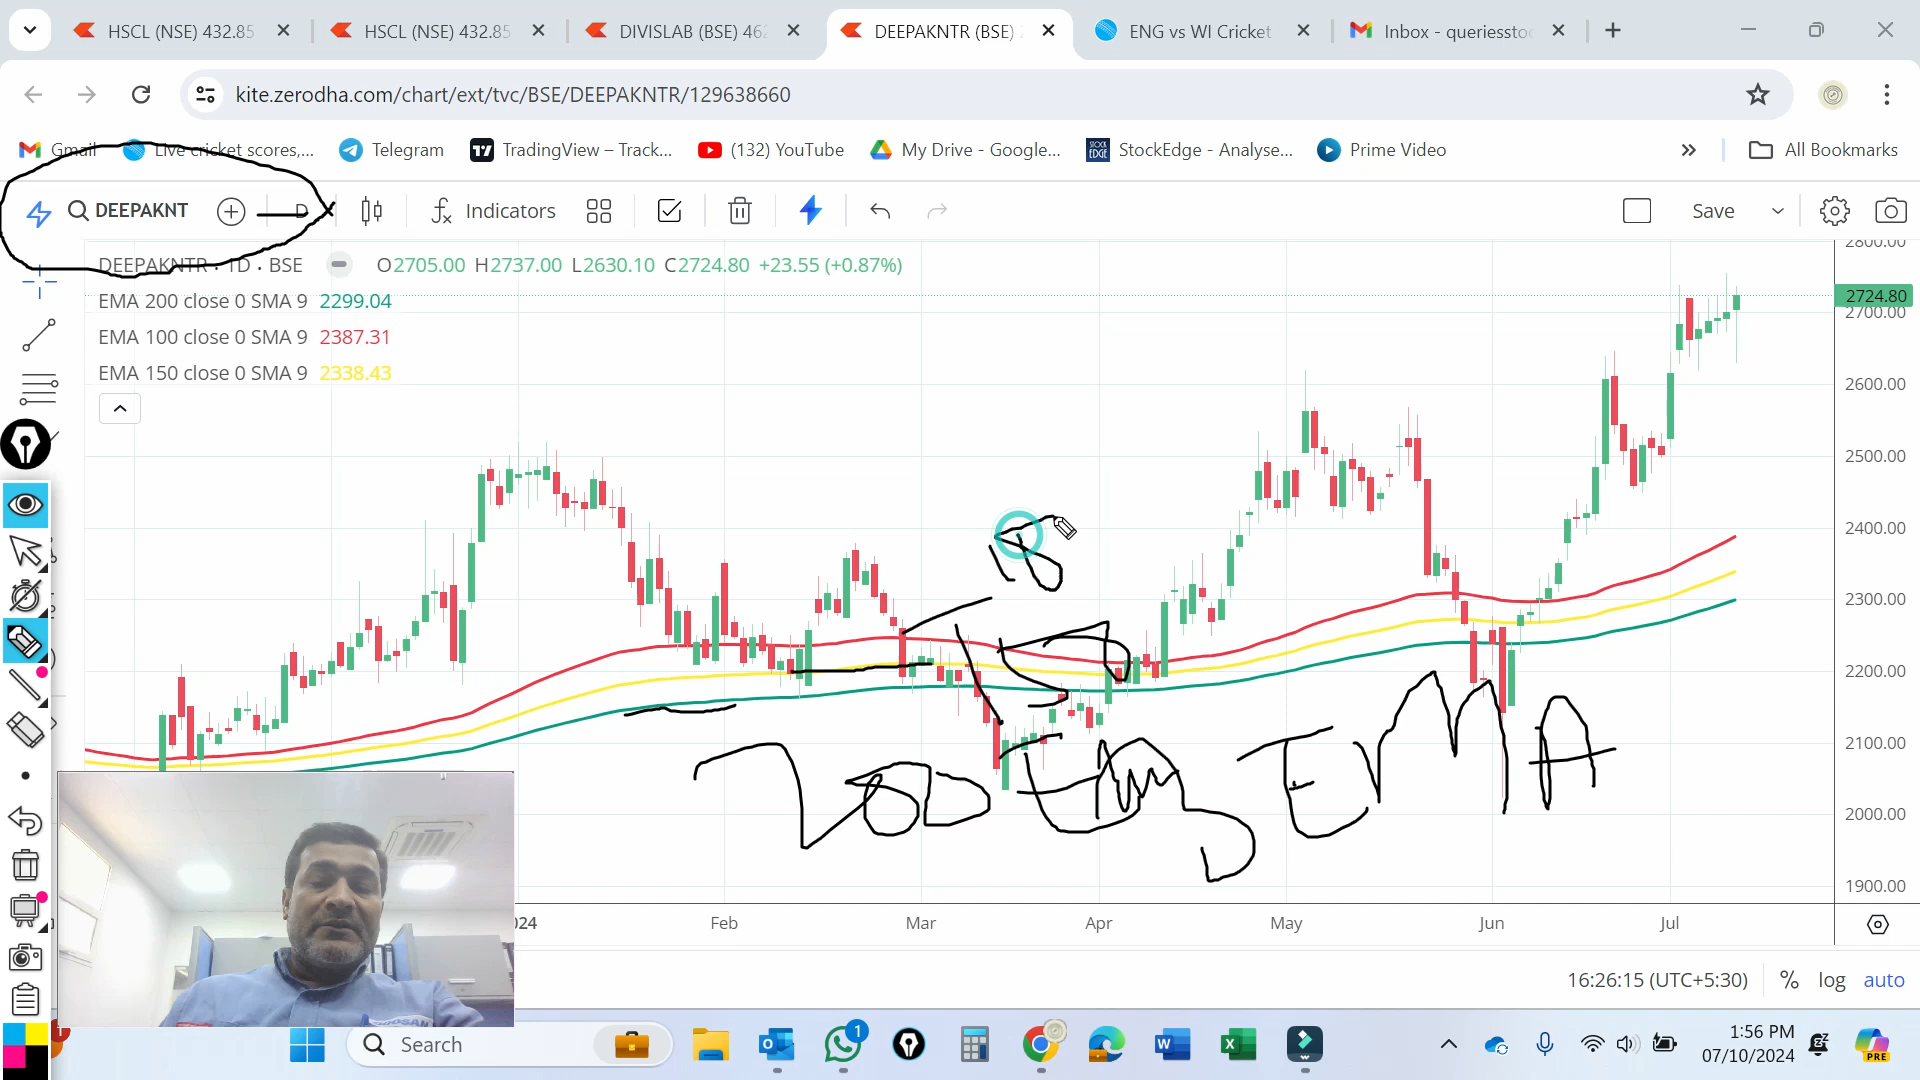 HSCL (NSE) 432.85
HSCL (NSE) 432.85
DIVISLAB (BSE) 462
DEEPAKNTR (BSE)
ENG vs WI Cricket
Inbox - queriessto
kite.zerodha.com/chart/ext/tvc/BSE/DEEPAKNTR/129638660
Gmail
Live cricket scores,...
Telegram
TradingView – Track...
(132) YouTube
My Drive - Google...
StockEdge - Analyse...
Prime Video
All Bookmarks
DEEPAKNT
D
Indicators
Save
DEEPAKNTR · 1D · BSE
O2705.00 H2737.00 L2630.10 C2724.80 +23.55 (+0.87%)
EMA 200 close 0 SMA 9 2299.04
EMA 100 close 0 SMA 9 2387.31
EMA 150 close 0 SMA 9 2338.43
2800.00
2724.80
2700.00
2600.00
2500.00
2400.00
2300.00
2200.00
2100.00
2000.00
1900.00
EMA
024
Feb
Mar
Apr
May
Jun
Jul
16:26:15 (UTC+5:30)
%
log
auto
Search
1
1:56 PM
07/10/2024
PRE